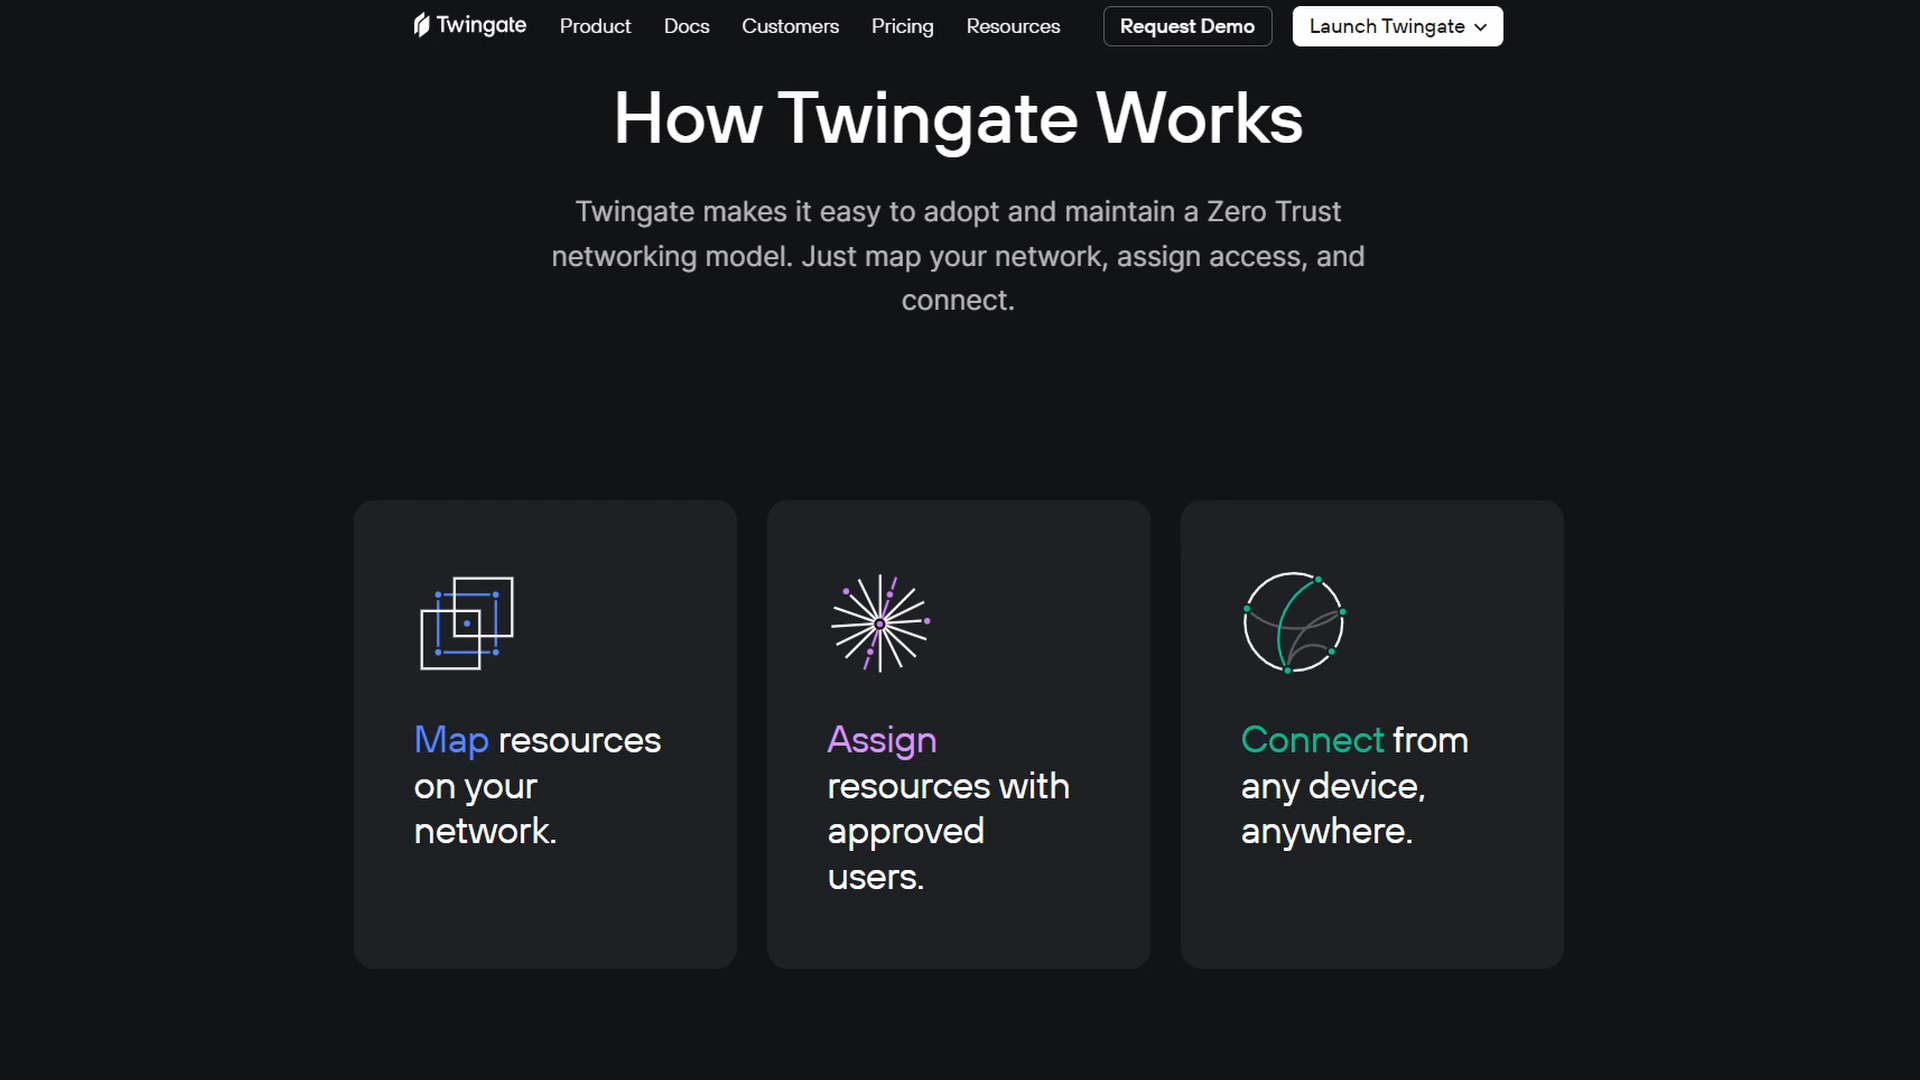 Twingate Product Docs Customers Pricing Resources Request Demo Launch Twingate
How Twingate Works
Twingate makes it easy to adopt and maintain a Zero Trust
networking model. Just map your network, assign access, and
connect.
Map resources
on your
network.
Assign
resources with
approved
users.
Connect from
any device,
anywhere.